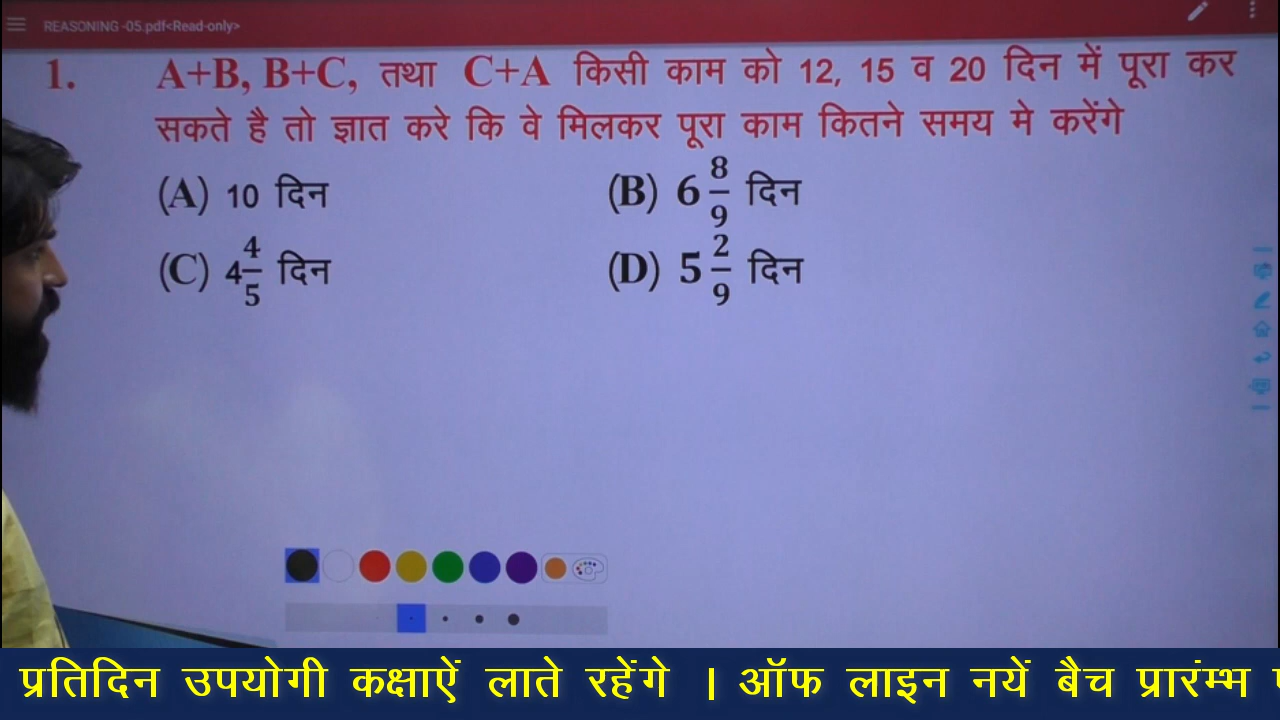 REASONING -05.pdf<Read-only>
1. A+B, B+C, तथा C+A किसी काम को 12, 15 व 20 दिन में पूरा कर
सकते है तो ज्ञात करे कि वे मिलकर पूरा काम कितने समय मे करेंगे
(A) 10 दिन (B) 6 8/9 दिन
(C) 4 4/5 दिन (D) 5 2/9 दिन
प्रतिदिन उपयोगी कक्षाऐं लाते रहेंगे । ऑफ लाइन नयें बैच प्रारंम्भ